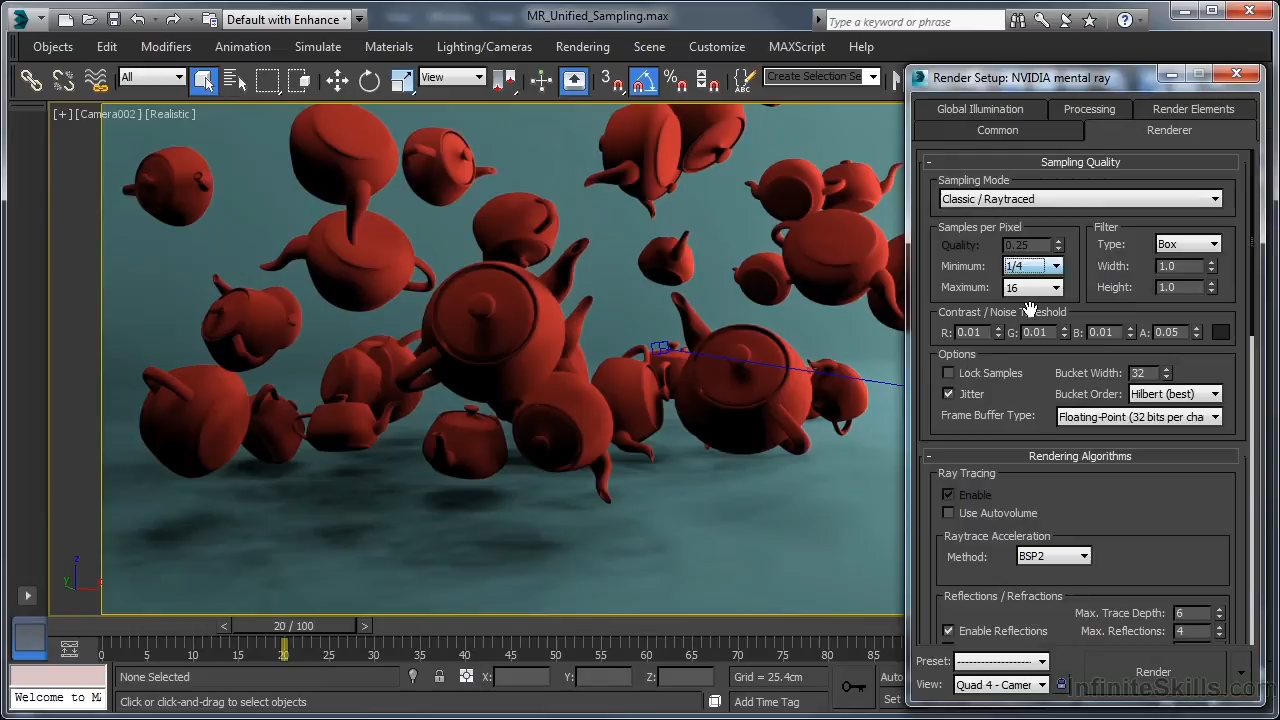 Default with Enhance
MR_Unified_Sampling.max
Type a keyword or phrase
Objects Edit Modifiers Animation Simulate Materials Lighting/Cameras Rendering Scene Customize MAXScript Help
All View 3 % ABC Create Selection Se
[+] [Camera002] [Realistic]
Render Setup: NVIDIA mental ray
Global Illumination Processing Render Elements
Common Renderer
- Sampling Quality
Sampling Mode
Classic / Raytraced
Samples per Pixel Filter
Quality: 0.25 Type: Box
Minimum: 1/4 Width: 1.0
Maximum: 16 Height: 1.0
Contrast / Noise Threshold
R: 0.01 G: 0.01 B: 0.01 A: 0.05
Options
Lock Samples Bucket Width: 32
Jitter Bucket Order: Hilbert (best)
Frame Buffer Type: Floating-Point (32 bits per cha
- Rendering Algorithms
Ray Tracing
Enable
Use Autovolume
Raytrace Acceleration
Method: BSP2
Reflections / Refractions
Max. Trace Depth: 6
Enable Reflections Max. Reflections: 4
Preset: --------------------
Render
View: Quad 4 - Camer
InfiniteSkills.com
z
y x
< 20 / 100 >
0 5 10 15 20 25 30 35 40 45 50 55 60 65 70 75 80 85
None Selected X: Y: Z: Grid = 25.4cm Auto
Welcome to M
Click or click-and-drag to select objects Add Time Tag Set